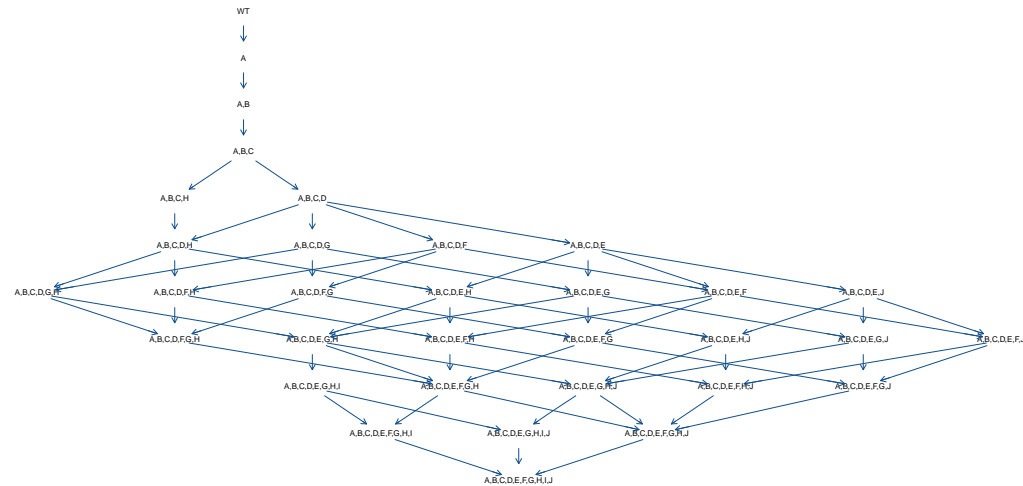 WT
A
A,B
A,B,C
A,B,C,H A,B,C,D
A,B,C,D,H A,B,C,D,G A,B,C,D,F A,B,C,D,E
A,B,C,D,G,H A,B,C,D,F,H A,B,C,D,F,G A,B,C,D,E,H A,B,C,D,E,G A,B,C,D,E,F A,B,C,D,E,J
A,B,C,D,F,G,H A,B,C,D,E,G,H A,B,C,D,E,F,H A,B,C,D,E,F,G A,B,C,D,E,H,J A,B,C,D,E,G,J A,B,C,D,E,F,J
A,B,C,D,E,G,H,I A,B,C,D,E,F,G,H A,B,C,D,E,G,H,J A,B,C,D,E,F,H,J A,B,C,D,E,F,G,J
A,B,C,D,E,F,G,H,I A,B,C,D,E,G,H,I,J A,B,C,D,E,F,G,H,J
A,B,C,D,E,F,G,H,I,J